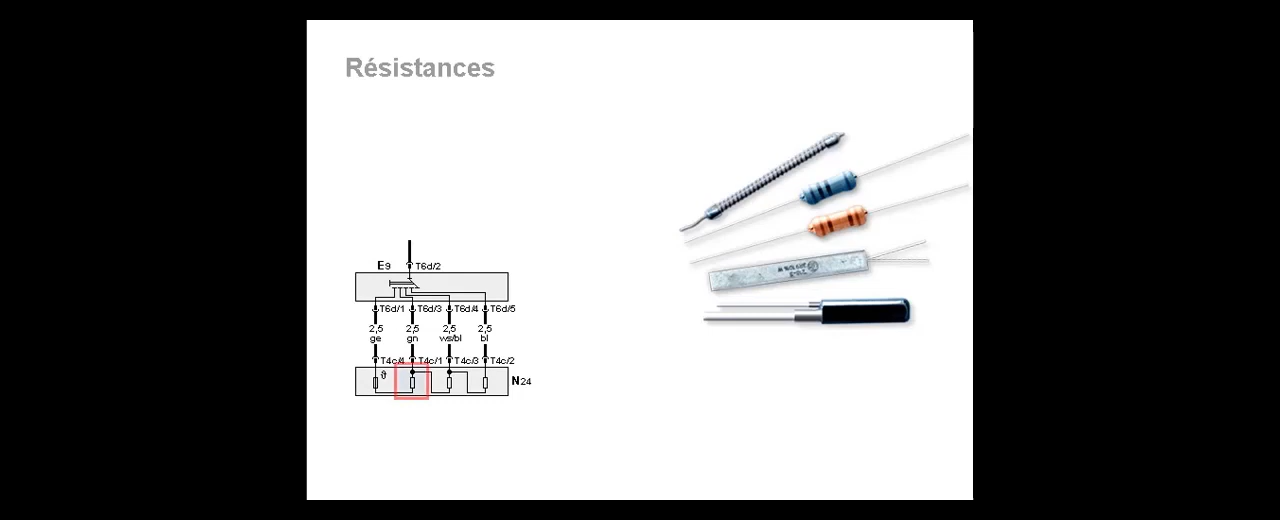 Résistances
E9 T6d/2
T6d/1 T6d/3 T6d/4 T6d/5
2,5 2,5 2,5 2,5
ge gn ws/bl bl
T4c/4 T4c/1 T4c/3 T4c/2
ϑ
N24